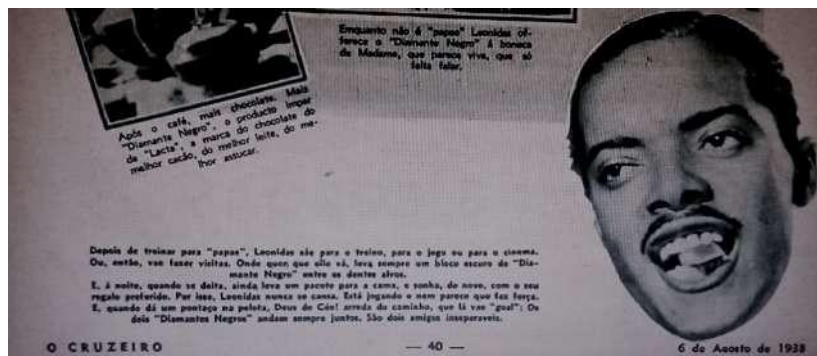 Enquanto não é "papae" Leonidas of-
ferece o "Diamante Negro" á boneca
de Madame, que parece viva, que só
falta falar.
Após o café, mais chocolate. Mais
"Diamante Negro", o producto impar
da "Lacta", a marca do chocolate do
melhor cacáo, do melhor leite, do me-
lhor assucar.
Depois de treinar para "papae", Leonidas sáe para o treino, para o jogo ou para o cinema.
Ou, então, vae fazer visitas. Onde quer que elle vá, leva sempre um bloco escuro de "Dia-
mante Negro" entre os dentes alvos.
E, á noite, quando se deita, ainda leva um pacote para a cama, e sonha, de novo, com o seu
regalo preferido. Por isso, Leonidas nunca se cansa. Está jogando e nem parece que faz força.
E, quando dá um pontaço na pelota, Deus do Céu! arreda do caminho, que lá vae "goal"! Os
dois "Diamantes Negros" andam sempre juntos. São dois amigos inseparaveis.
O CRUZEIRO
— 40 —
6 de Agosto de 1938